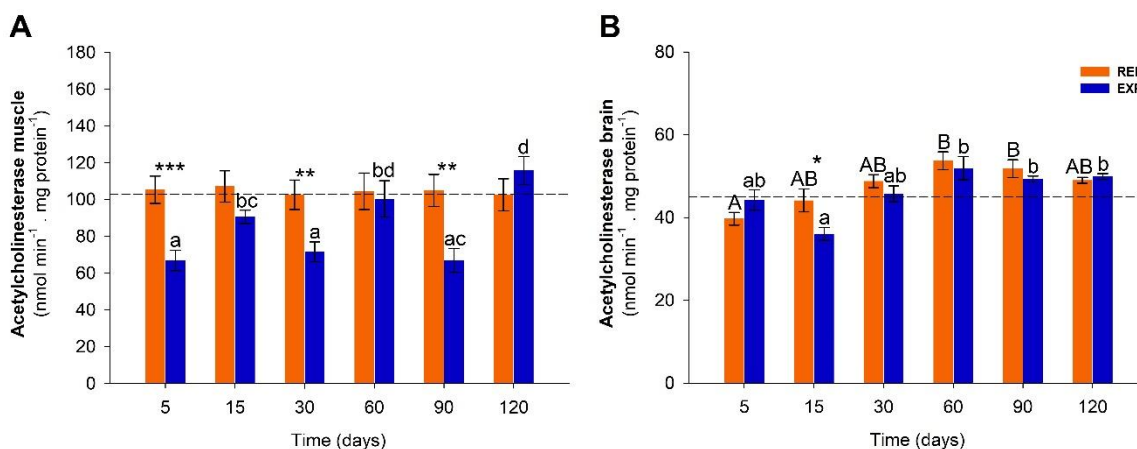 A
Acetylcholinesterase muscle
(nmol min⁻¹ . mg protein⁻¹)
180
160
140
120
100
80
60
40
20
0
***
a
bc
**
a
bd
**
ac
d
5 15 30 60 90 120
Time (days)
B
Acetylcholinesterase brain
(nmol min⁻¹ . mg protein⁻¹)
80
60
40
20
0
A
ab
AB
*
a
AB
ab
B
b
B
b
AB
b
5 15 30 60 90 120
Time (days)